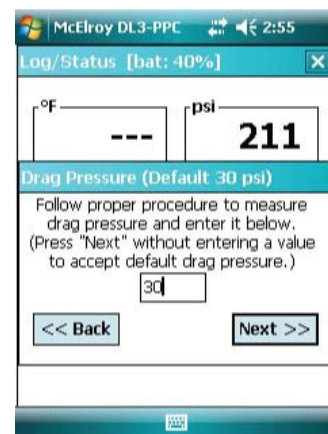 McElroy DL3-PPC 2:55
Log/Status [bat: 40%] X
°F psi
--- 211
Drag Pressure (Default 30 psi)
Follow proper procedure to measure
drag pressure and enter it below.
(Press "Next" without entering a value
to accept default drag pressure.)
30
<< Back Next >>